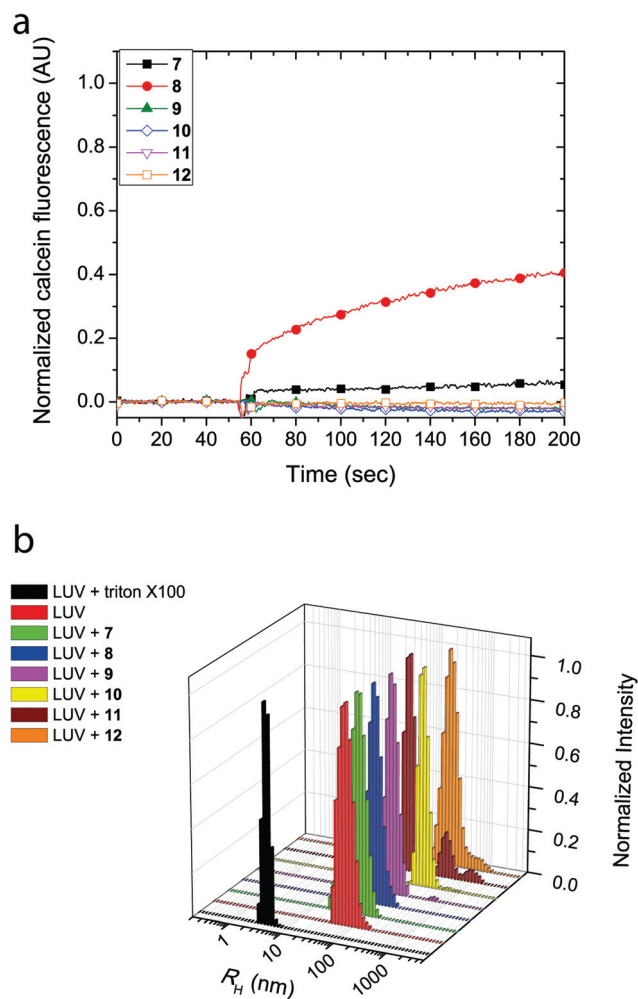 a
Normalized calcein fluorescence (AU)
1.0
0.8
0.6
0.4
0.2
0.0
7
8
9
10
11
12
0 20 40 60 80 100 120 140 160 180 200
Time (sec)
b
LUV + triton X100
LUV
LUV + 7
LUV + 8
LUV + 9
LUV + 10
LUV + 11
LUV + 12
1.0
0.8
0.6
0.4
0.2
0.0
Normalized Intensity
1 10 100 1000
R_H (nm)